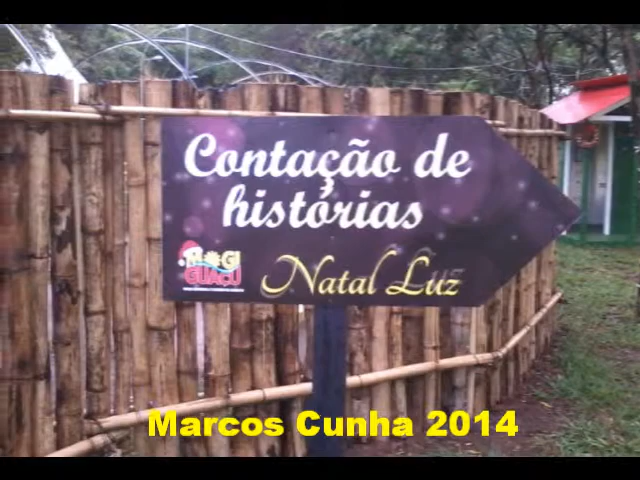 Contação de
histórias
MOGI
GUAÇU
Natal Luz
Marcos Cunha 2014